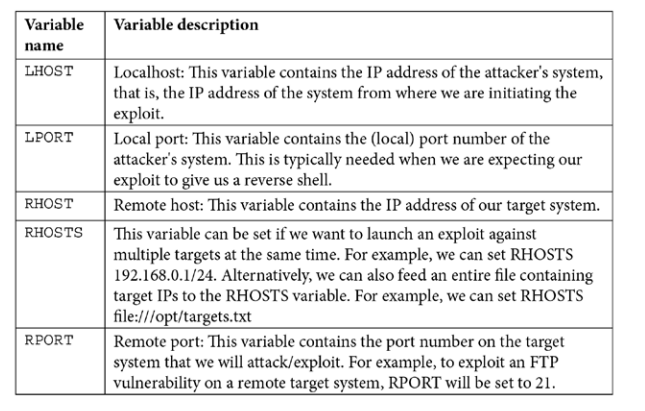 Variable name
Variable description
LHOST
Localhost: This variable contains the IP address of the attacker's system,
that is, the IP address of the system from where we are initiating the
exploit.
LPORT
Local port: This variable contains the (local) port number of the
attacker's system. This is typically needed when we are expecting our
exploit to give us a reverse shell.
RHOST
Remote host: This variable contains the IP address of our target system.
RHOSTS
This variable can be set if we want to launch an exploit against
multiple targets at the same time. For example, we can set RHOSTS
192.168.0.1/24. Alternatively, we can also feed an entire file containing
target IPs to the RHOSTS variable. For example, we can set RHOSTS
file:///opt/targets.txt
RPORT
Remote port: This variable contains the port number on the target
system that we will attack/exploit. For example, to exploit an FTP
vulnerability on a remote target system, RPORT will be set to 21.